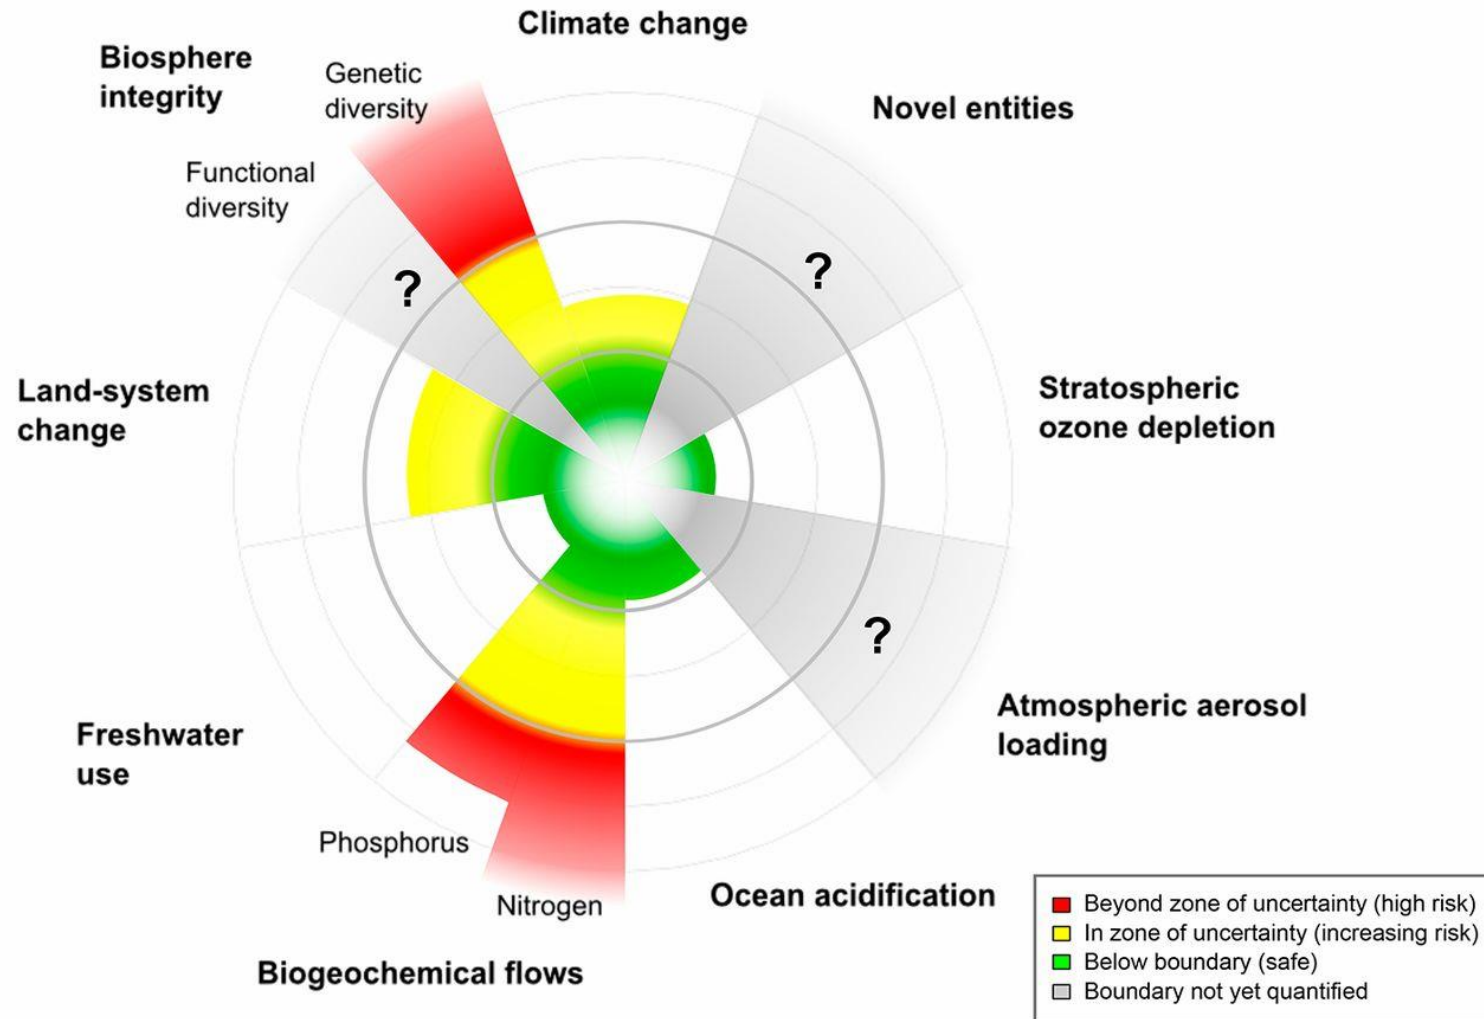 Climate change
Biosphere
integrity
Genetic
diversity
Novel entities
Functional
diversity
?
?
Land-system
change
Stratospheric
ozone depletion
?
Atmospheric aerosol
loading
Freshwater
use
Phosphorus
Nitrogen
Ocean acidification
Biogeochemical flows
Beyond zone of uncertainty (high risk)
In zone of uncertainty (increasing risk)
Below boundary (safe)
Boundary not yet quantified